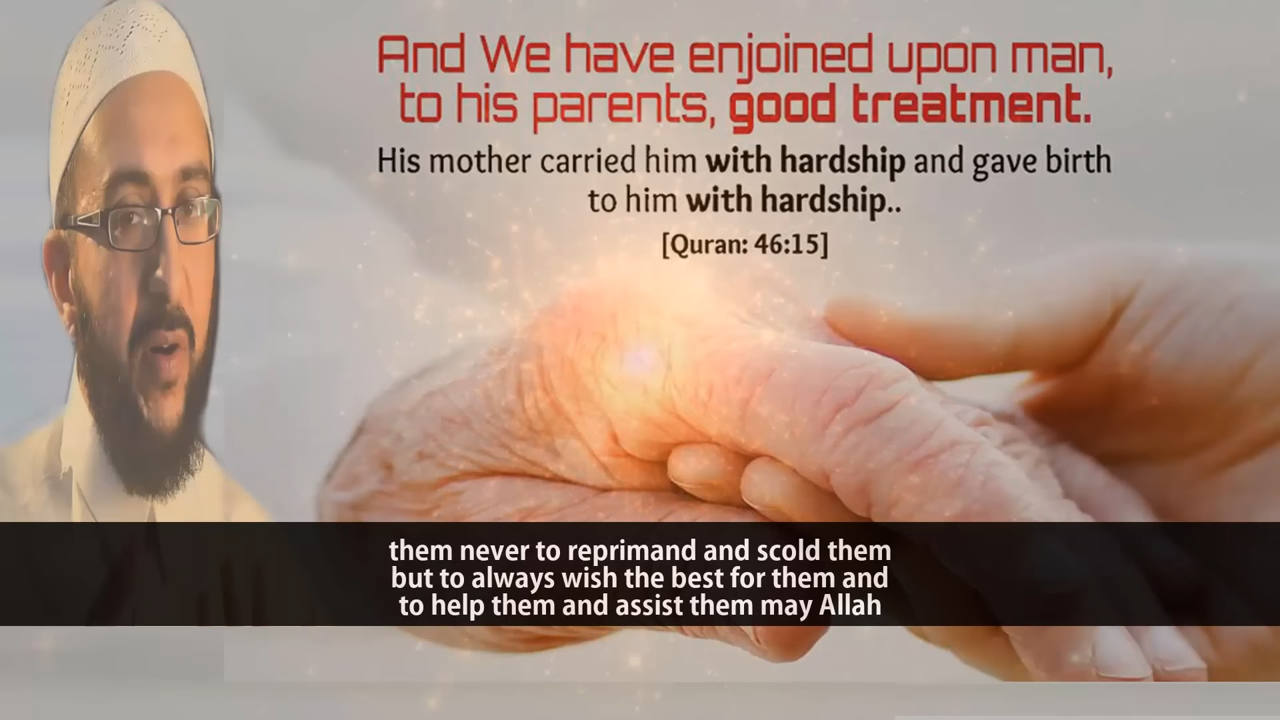 And We have enjoined upon man,
to his parents, good treatment.
His mother carried him with hardship and gave birth
to him with hardship..
[Quran: 46:15]
them never to reprimand and scold them
but to always wish the best for them and
to help them and assist them may Allah